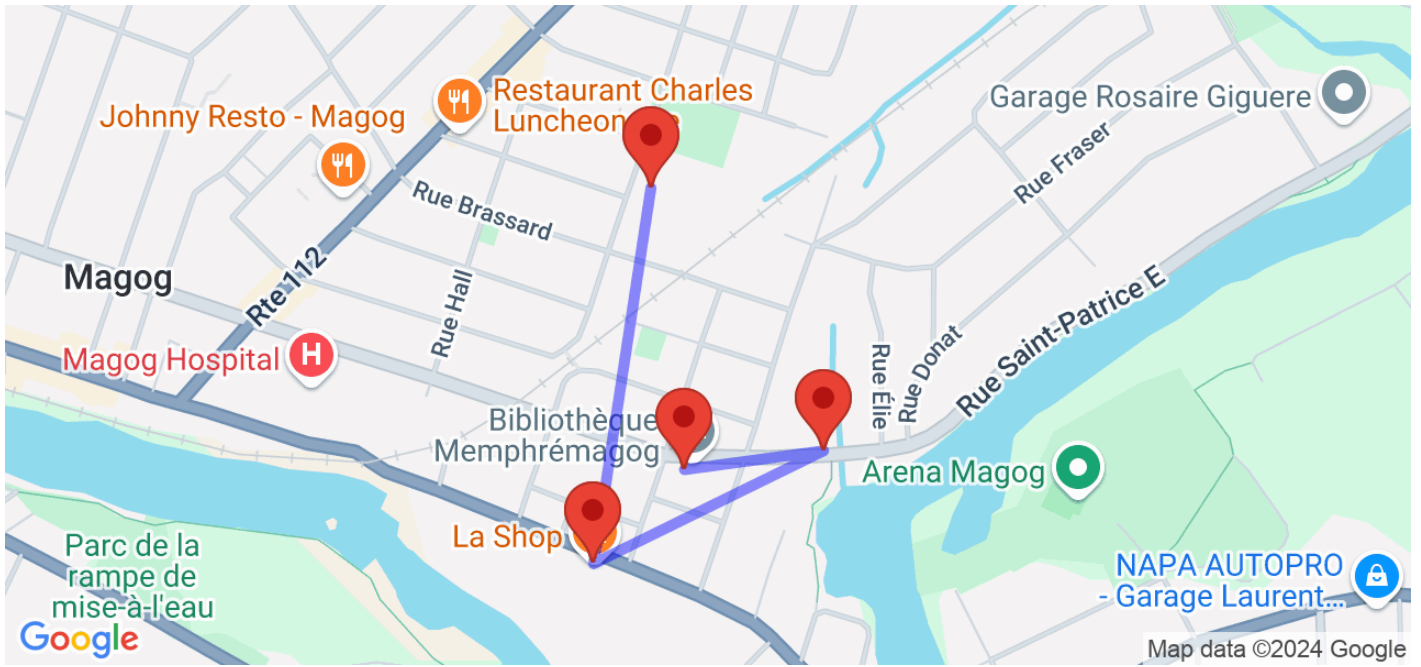 Restaurant Charles
Luncheon
Johnny Resto - Magog
Garage Rosaire Giguere
Rue Fraser
Rue Brassard
Magog
Rte 112
Rue Hall
Rue Saint-Patrice E
Magog Hospital
Rue Élie
Rue Donat
Bibliothèque
Memphrémagog
Arena Magog
La Shop
Parc de la
rampe de
mise-à-l'eau
NAPA AUTOPRO
- Garage Laurent...
Google
Map data ©2024 Google